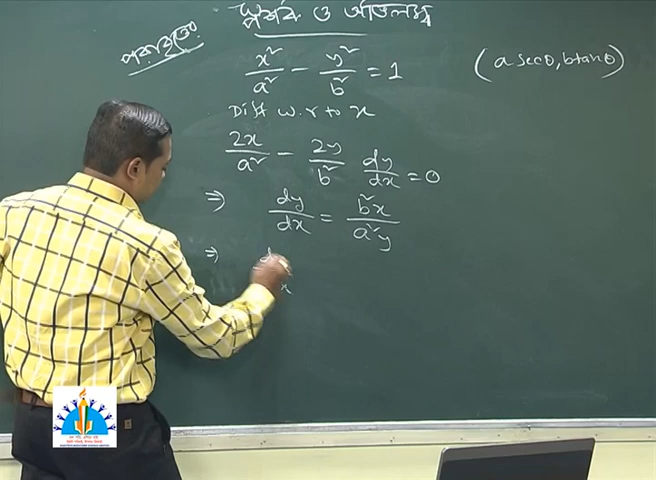 স্পর্শক ও অভিলম্ব
পরাবৃত্তের
x²/a² - y²/b² = 1
(a secθ, b tanθ)
Diff w.r to x
2x/a² - 2y/b² dy/dx = 0
⇒ dy/dx = b²x/a²y
⇒